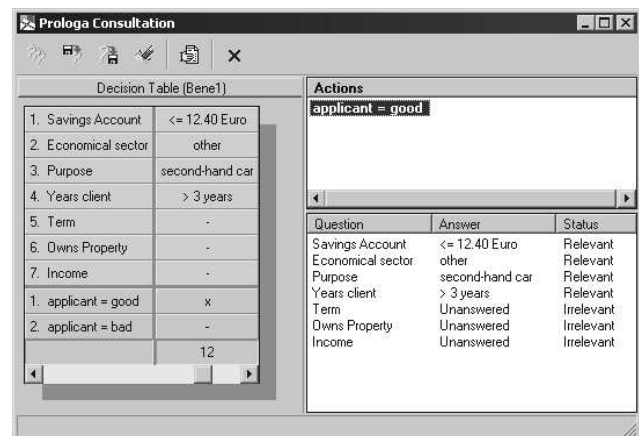 Prologa Consultation
Decision Table (Bene1)
1. Savings Account <= 12.40 Euro
2. Economical sector other
3. Purpose second-hand car
4. Years client > 3 years
5. Term -
6. Owns Property -
7. Income -
1. applicant = good x
2. applicant = bad -
12
Actions
applicant = good
Question Answer Status
Savings Account <= 12.40 Euro Relevant
Economical sector other Relevant
Purpose second-hand car Relevant
Years client > 3 years Relevant
Term Unanswered Irrelevant
Owns Property Unanswered Irrelevant
Income Unanswered Irrelevant